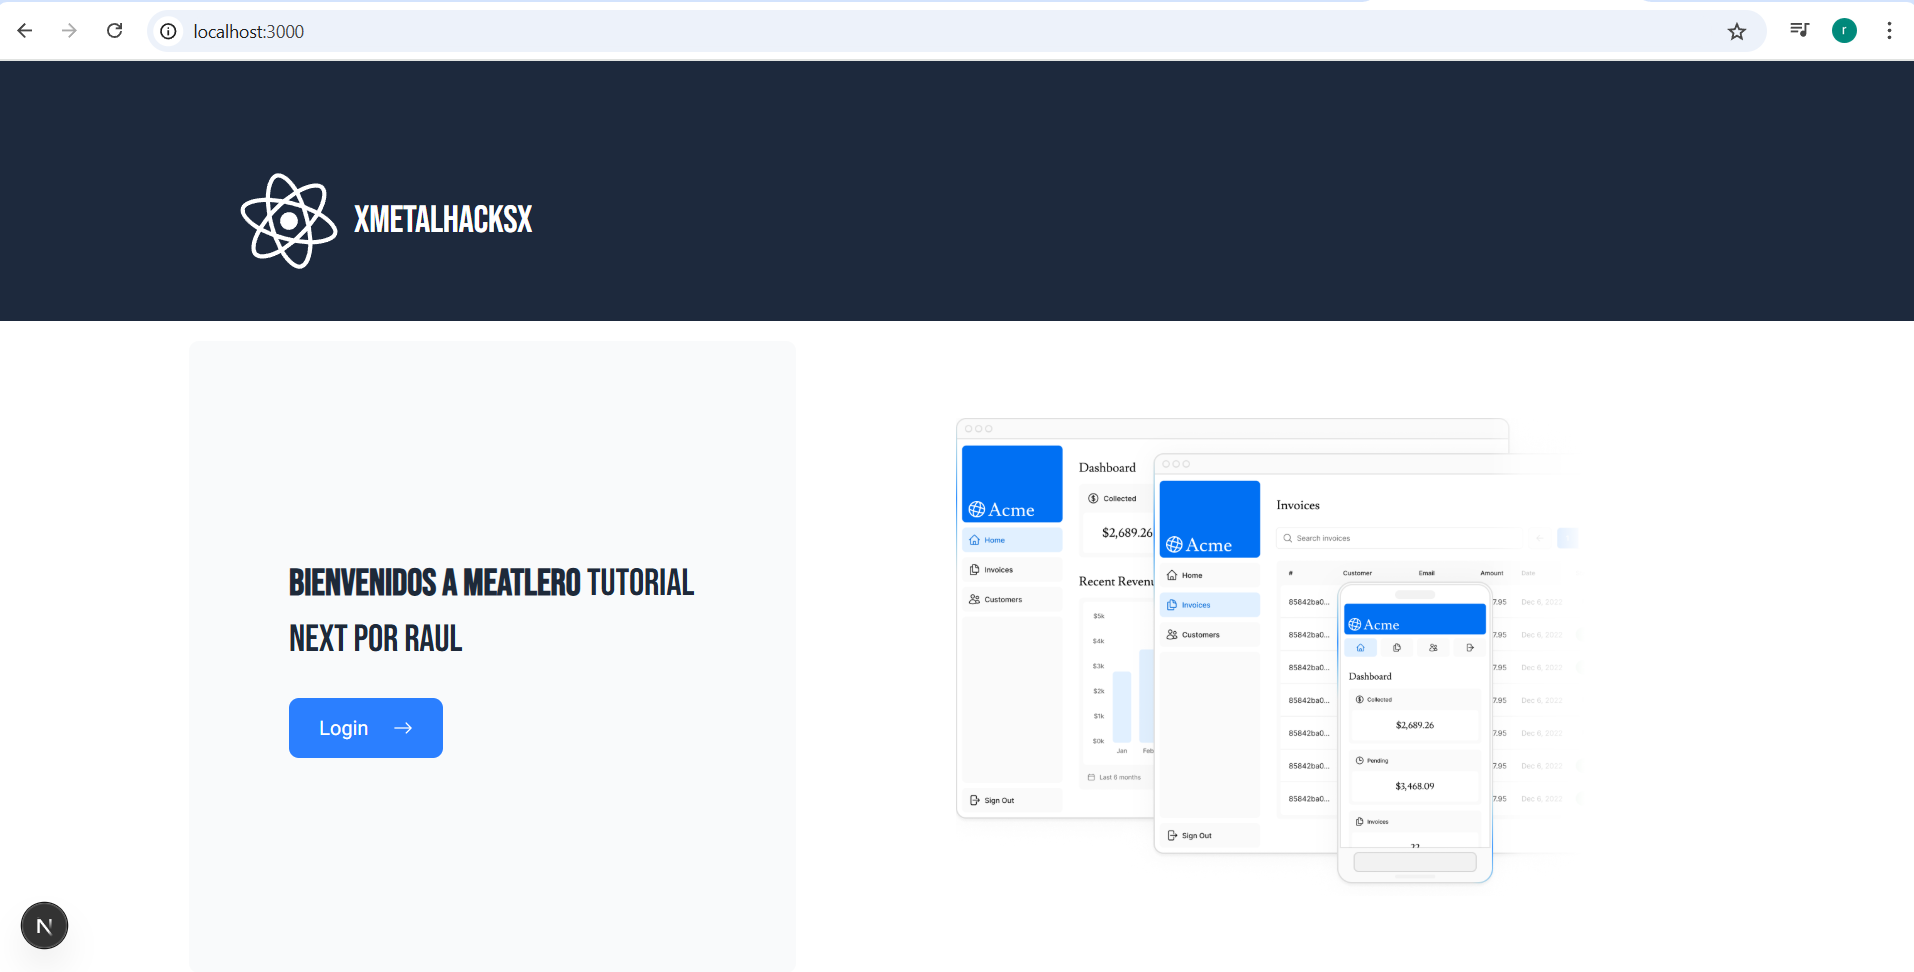 localhost:3000
r
XMETALHACKSX
BIENVENIDOS A MEATLERO TUTORIAL
NEXT POR RAUL
Login
N
Acme
Home
Invoices
Customers
Sign Out
Dashboard
Collected
$2,689.26
Recent Revenu
$5k
$4k
$3k
$2k
$1k
$0k
Jan Feb
Last 6 months
Acme
Home
Invoices
Customers
Sign Out
Invoices
Search invoices
# Customer Email Amount Date
85842ba0... 7.95 Dec 6, 2022
85842ba0... 7.95 Dec 6, 2022
85842ba0... 7.95 Dec 6, 2022
85842ba0... 7.95 Dec 6, 2022
85842ba0... 7.95 Dec 6, 2022
85842ba0... 7.95 Dec 6, 2022
85842ba0... 7.95 Dec 6, 2022
Acme
Dashboard
Collected
$2,689.26
Pending
$3,468.09
Invoices
22